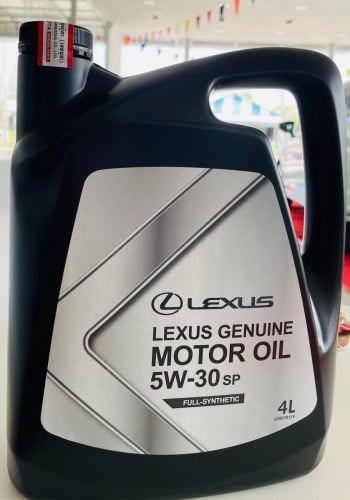 LEXUS
LEXUS GENUINE
MOTOR OIL
5W-30 SP
FULL-SYNTHETIC
4L